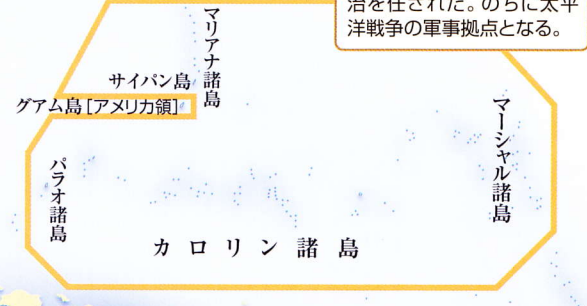 治を任された。のちに太平
洋戦争の軍事拠点となる。
マリアナ諸島
サイパン島
グアム島[アメリカ領]
マーシャル諸島
パラオ諸島
カロリン諸島